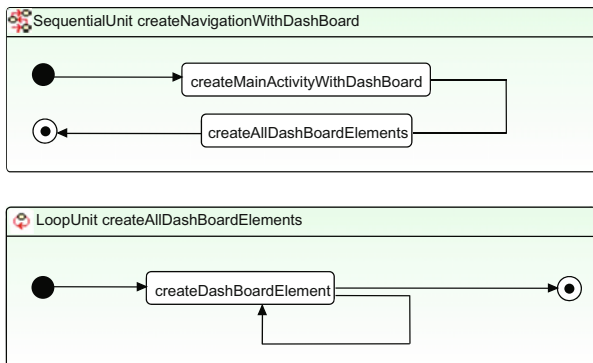 SequentialUnit createNavigationWithDashBoard
createMainActivityWithDashBoard
createAllDashBoardElements
LoopUnit createAllDashBoardElements
createDashBoardElement